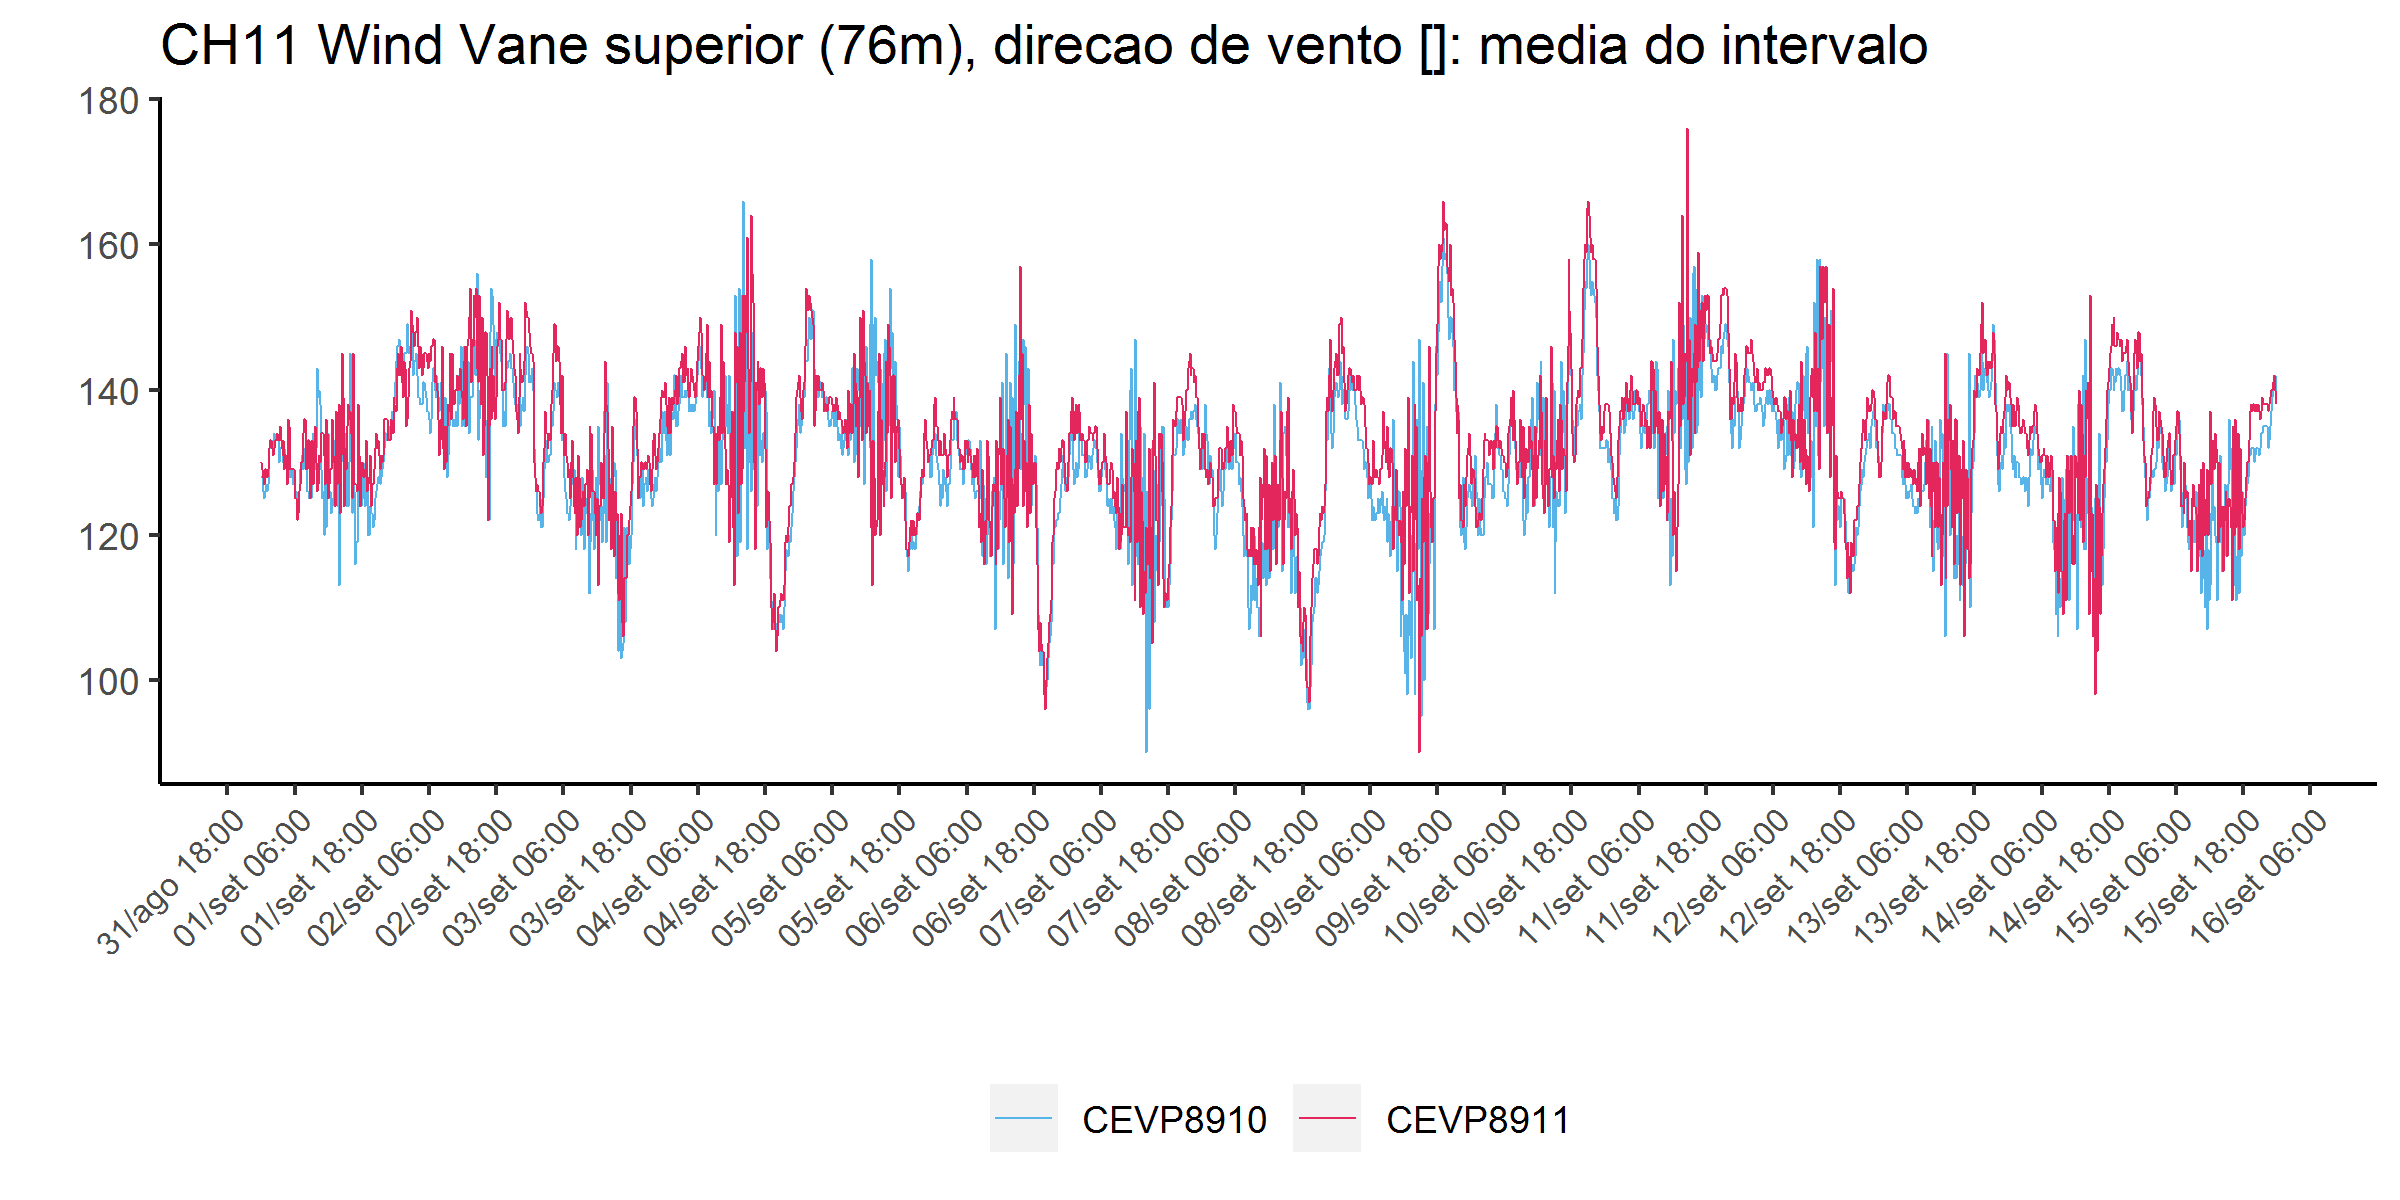 CH11 Wind Vane superior (76m), direcao de vento []: media do intervalo
180
160
140
120
100
31/ago 18:00
01/set 06:00
01/set 18:00
02/set 06:00
02/set 18:00
03/set 06:00
03/set 18:00
04/set 06:00
04/set 18:00
05/set 06:00
05/set 18:00
06/set 06:00
06/set 18:00
07/set 06:00
07/set 18:00
08/set 06:00
08/set 18:00
09/set 06:00
09/set 18:00
10/set 06:00
10/set 18:00
11/set 06:00
11/set 18:00
12/set 06:00
12/set 18:00
13/set 06:00
13/set 18:00
14/set 06:00
14/set 18:00
15/set 06:00
15/set 18:00
16/set 06:00
CEVP8910
CEVP8911